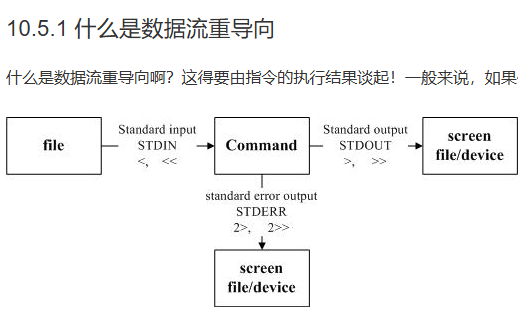 10.5.1 什么是数据流重导向
什么是数据流重导向啊？这得要由指令的执行结果谈起！一般来说，如果
Standard input
STDIN
<, <<
file
Command
Standard output
STDOUT
>, >>
screen
file/device
standard error output
STDERR
2>, 2>>
screen
file/device